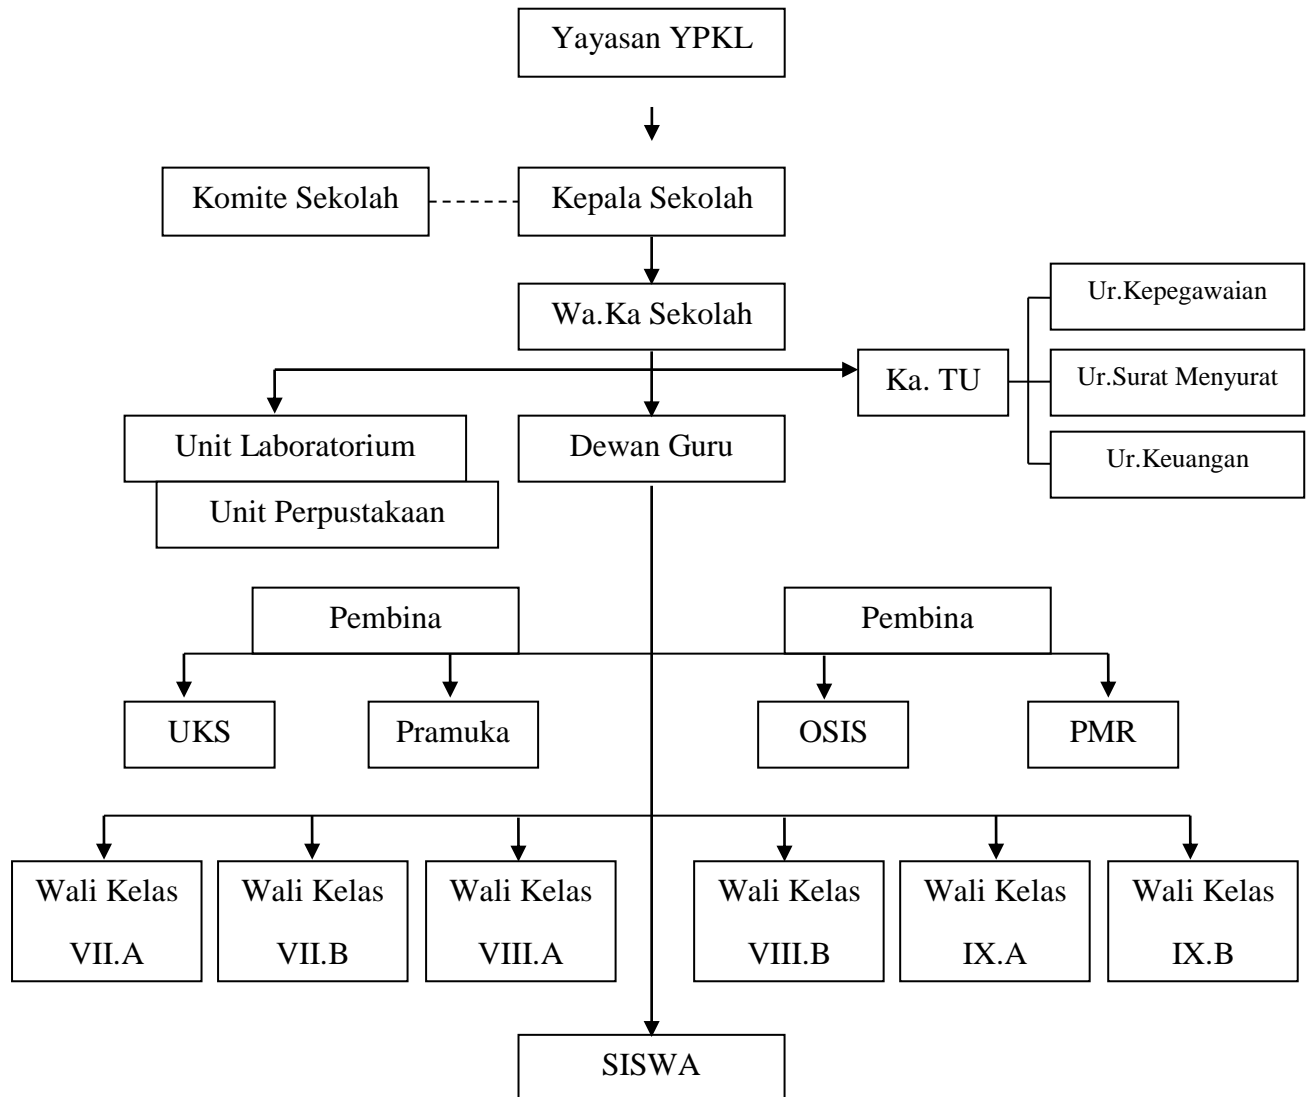 Yayasan YPKL
Komite Sekolah
Kepala Sekolah
Wa.Ka Sekolah
Ur.Kepegawaian
Ka. TU
Ur.Surat Menyurat
Unit Laboratorium
Dewan Guru
Ur.Keuangan
Unit Perpustakaan
Pembina
Pembina
UKS
Pramuka
OSIS
PMR
Wali Kelas
VII.A
Wali Kelas
VII.B
Wali Kelas
VIII.A
Wali Kelas
VIII.B
Wali Kelas
IX.A
Wali Kelas
IX.B
SISWA